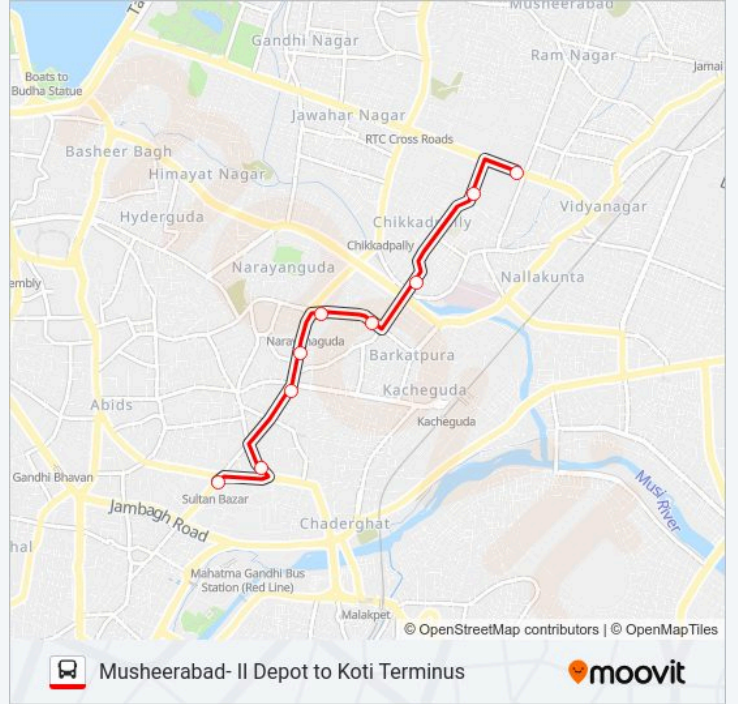 Musheerabad
Gandhi Nagar
Ram Nagar
Boats to
Budha Statue
Jamai
Jawahar Nagar
RTC Cross Roads
Basheer Bagh
Himayat Nagar
Vidyanagar
Hyderguda
Chikkadpally
Chikkadpally
Narayanguda
Nallakunta
embly
Narayanaguda
Barkatpura
Kacheguda
Kacheguda
Abids
Gandhi Bhavan
Sultan Bazar
Jambagh Road
Musi
River
Chaderghat
hal
Mahatma Gandhi Bus
Station (Red Line)
Malakpet
© OpenStreetMap contributors | © OpenMapTiles
Musheerabad- II Depot to Koti Terminus
moovit